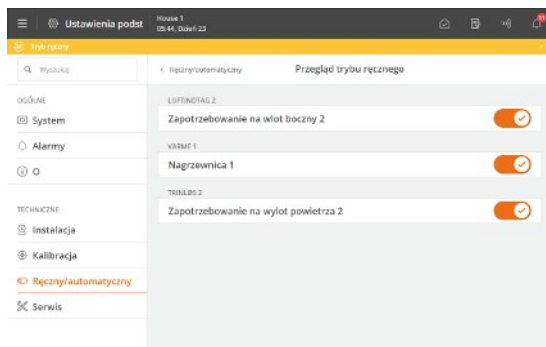 Ustawienia podst
House 1
05:44, Dzień 23
Tryb ręczny
Wyszukaj
OGÓLNE
System
Alarmy
O
TECHNICZNE
Instalacja
Kalibracja
Ręczny/automatyczny
Serwis
Ręczny/automatyczny
Przegląd trybu ręcznego
LUFTINDTAG 2
Zapotrzebowanie na wlot boczny 2
VARME 1
Nagrzewnica 1
TRINLØS 2
Zapotrzebowanie na wylot powietrza 2